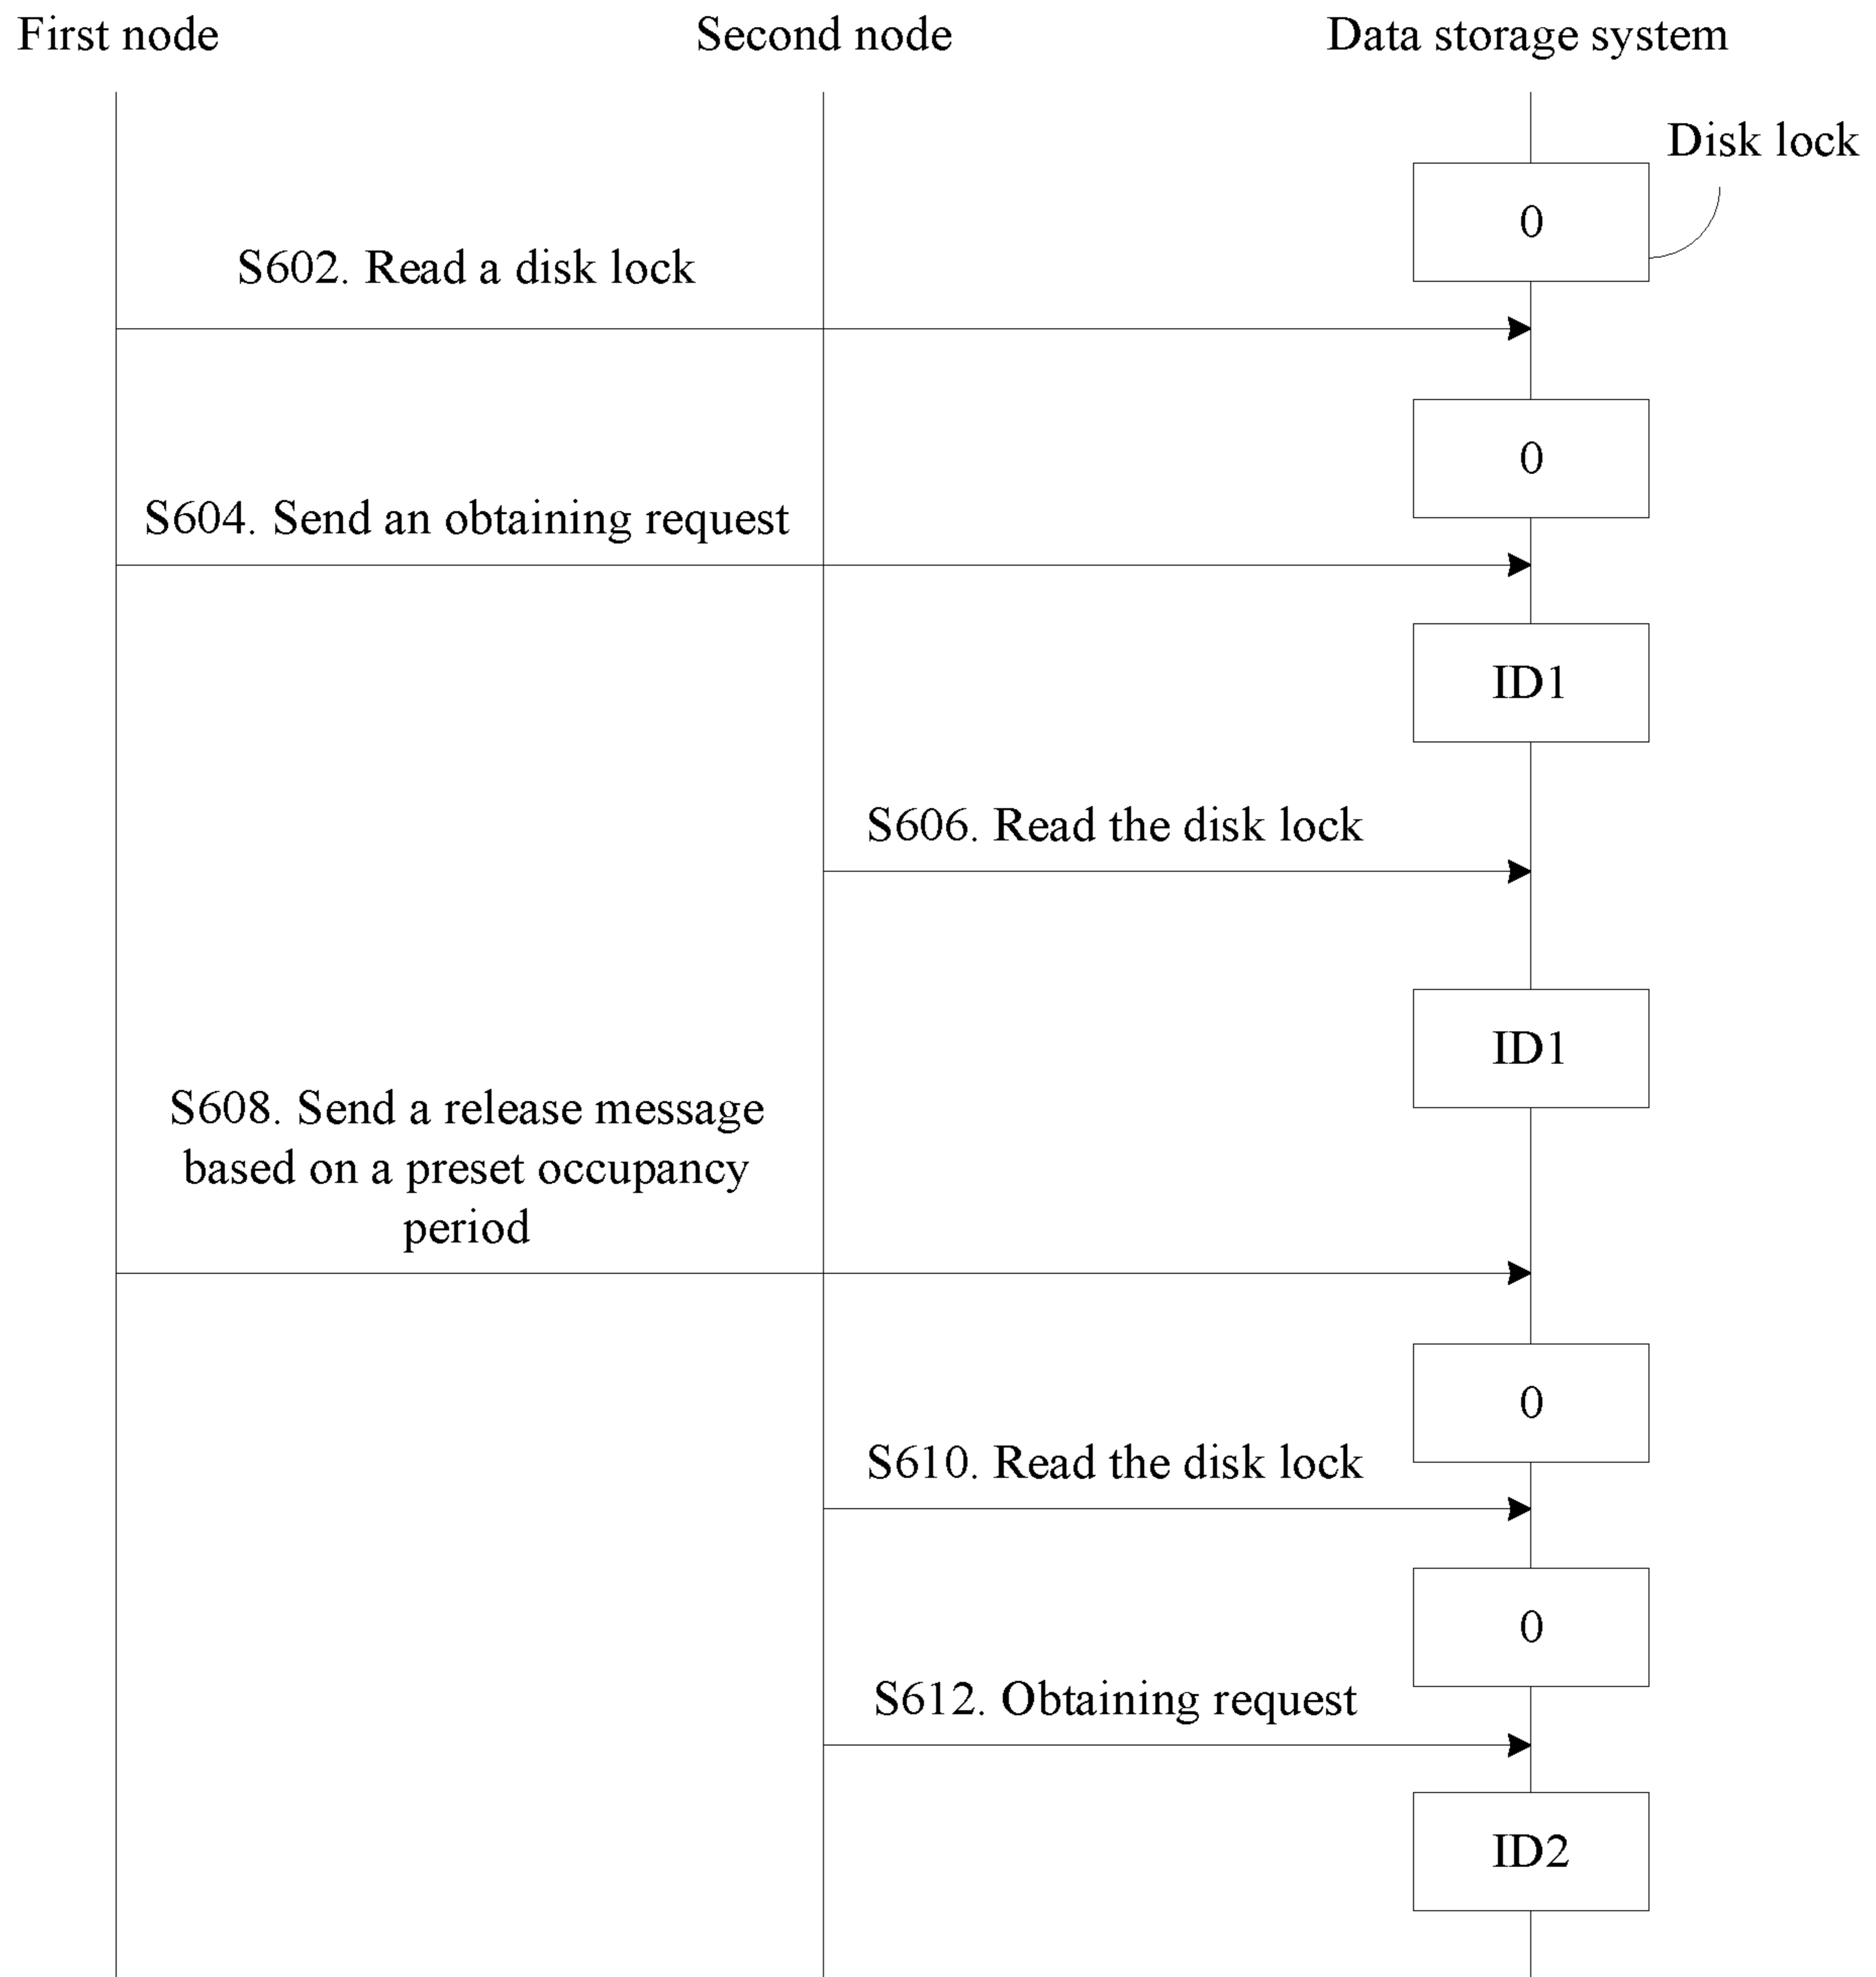 First node
Second node
Data storage system
Disk lock
0
S602. Read a disk lock
0
S604. Send an obtaining request
ID1
S606. Read the disk lock
ID1
S608. Send a release message
based on a preset occupancy
period
0
S610. Read the disk lock
0
S612. Obtaining request
ID2